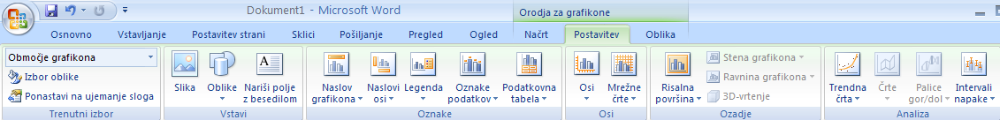 Dokument1 - Microsoft Word
Orodja za grafikone
Osnovno Vstavljanje Postavitev strani Sklici Pošiljanje Pregled Ogled Načrt Postavitev Oblika
Območje grafikona
Izbor oblike
Ponastavi na ujemanje sloga
Trenutni izbor
Slika
Oblike
Nariši polje
z besedilom
Vstavi
Naslov
grafikona
Naslovi
osi
Legenda
Oznake
podatkov
Podatkovna
tabela
Oznake
Osi
Mrežne
črte
Osi
Risalna
površina
Stena grafikona
Ravnina grafikona
3D-vrtenje
Ozadje
Trendna
črta
Črte
Palice
gor/dol
Intervali
napake
Analiza